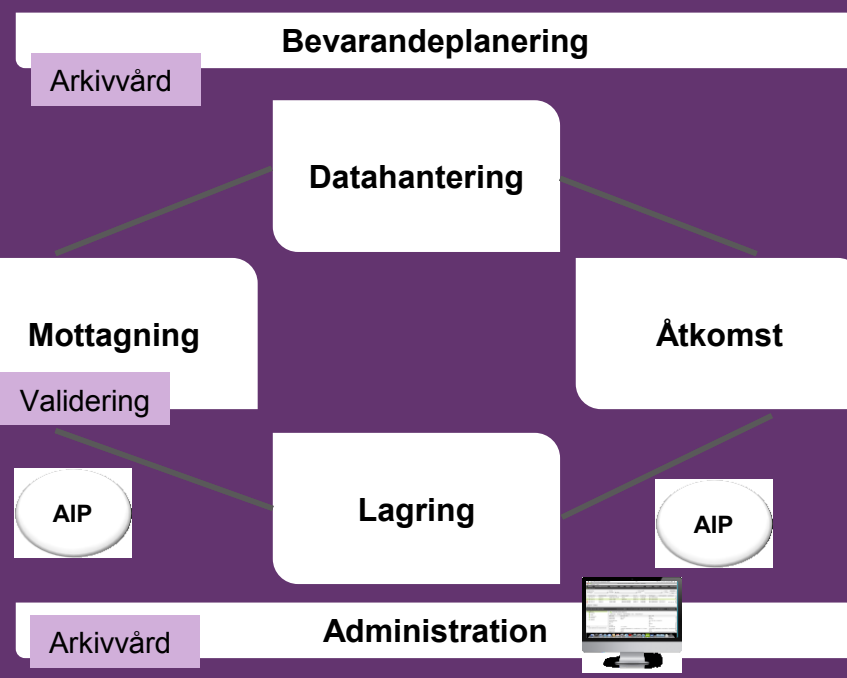 Bevarandeplanering
Arkivvård
Datahantering
Mottagning
Åtkomst
Validering
Lagring
AIP
AIP
Administration
Arkivvård